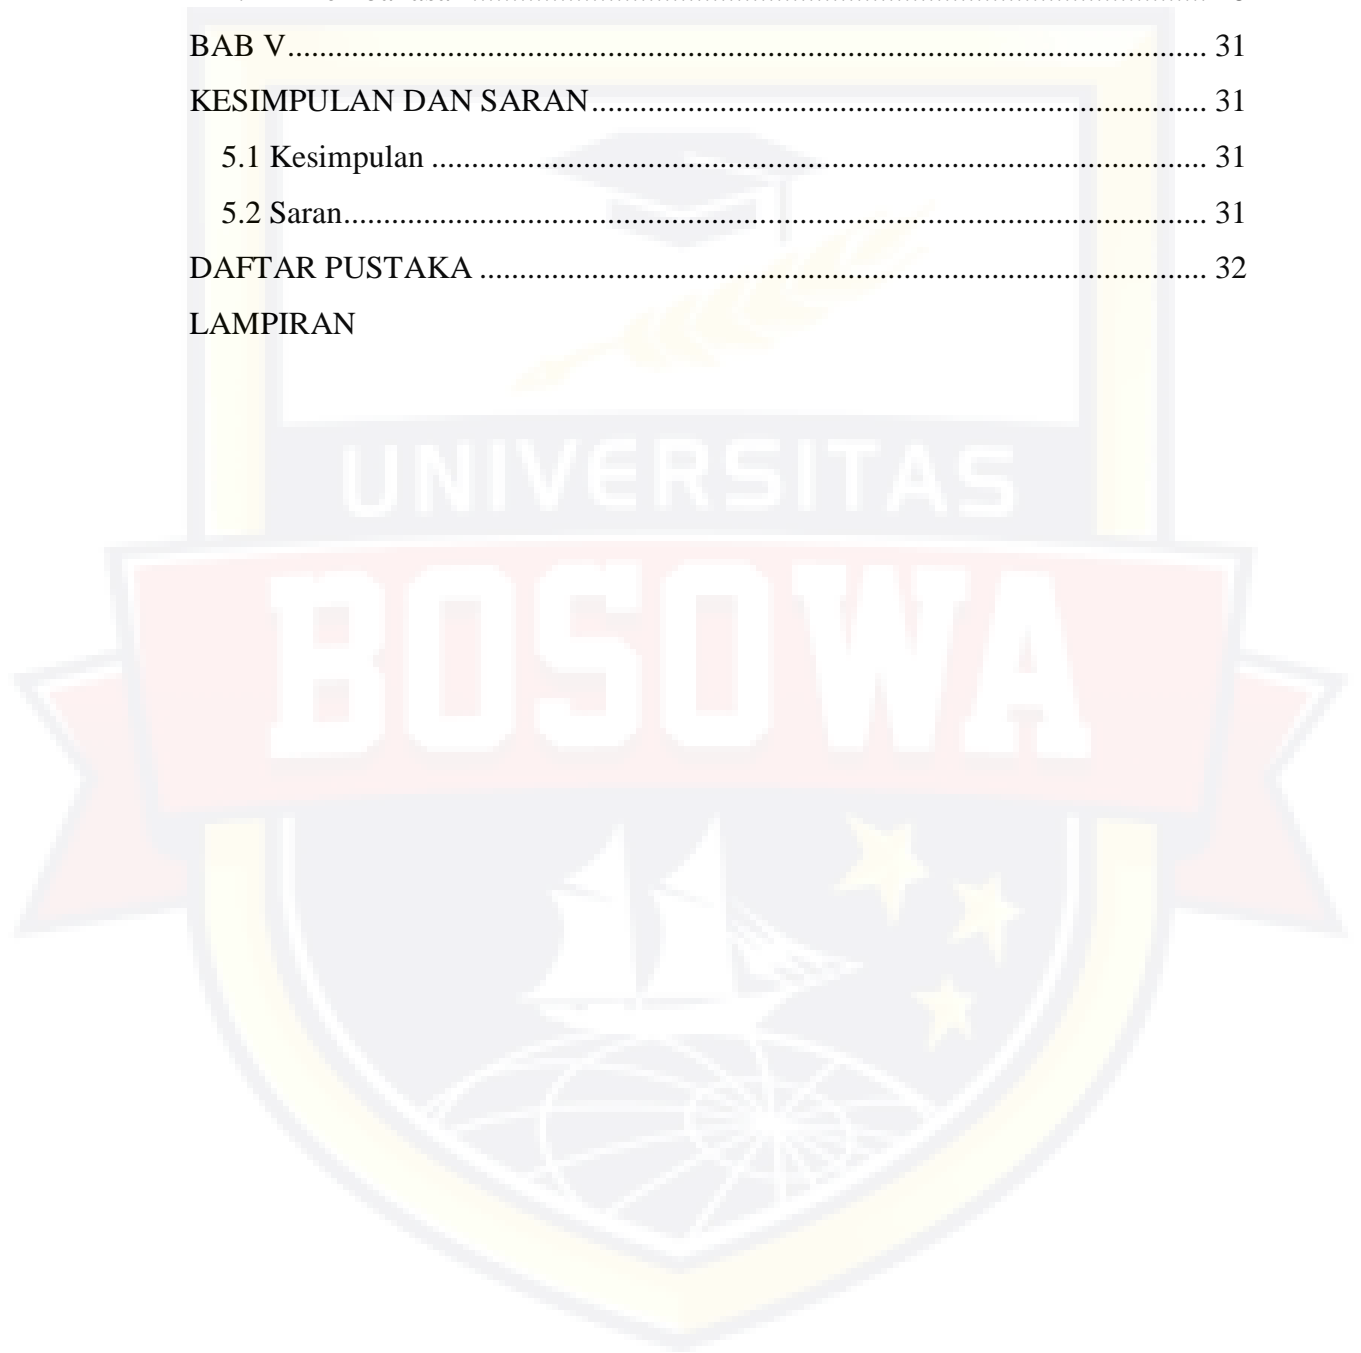 BAB V........................................................................................................ 31
KESIMPULAN DAN SARAN.................................................................. 31
5.1 Kesimpulan ...................................................................................... 31
5.2 Saran................................................................................................. 31
DAFTAR PUSTAKA ............................................................................... 32
LAMPIRAN
UNIVERSITAS
BOSOWA